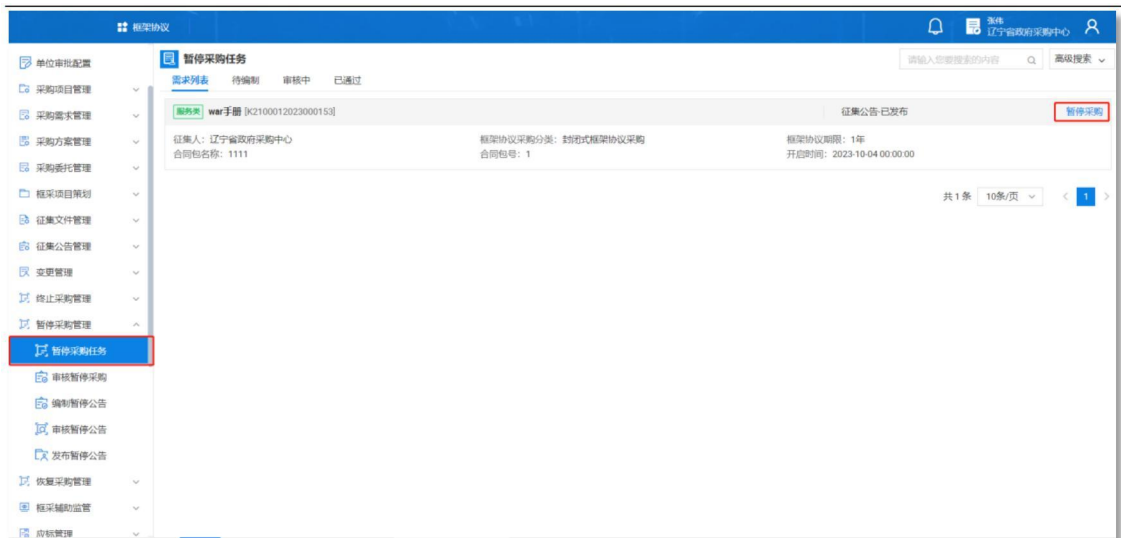 框架协议
张伟
辽宁省政府采购中心
单位审批配置
采购项目管理
采购需求管理
采购方案管理
采购委托管理
框采项目策划
征集文件管理
征集公告管理
变更管理
终止采购管理
暂停采购管理
暂停采购任务
审核暂停采购
编制暂停公告
审核暂停公告
发布暂停公告
恢复采购管理
框采辅助监管
应标管理
暂停采购任务
请输入您要搜索的内容
高级搜索
需求列表 待编制 审核中 已通过
服务类 war手册 [K2100012023000153] 征集公告-已发布 暂停采购
征集人：辽宁省政府采购中心 框架协议采购分类：封闭式框架协议采购 框架协议期限：1年
合同包名称：1111 合同包号：1 开启时间：2023-10-04 00:00:00
共 1 条 10条/页 < 1 >